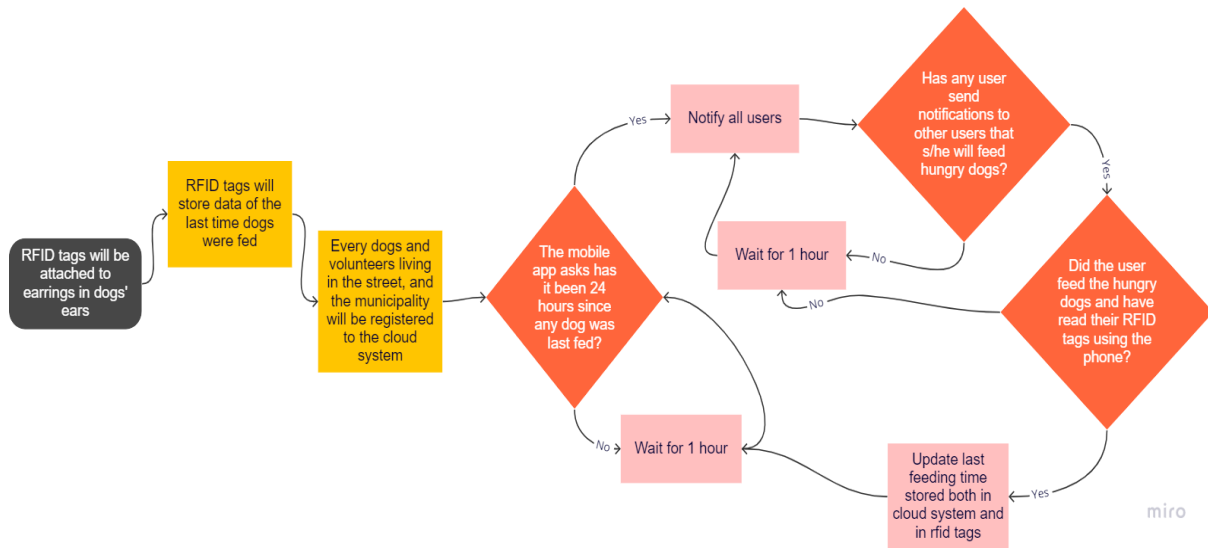 RFID tags will be
attached to
earrings in dogs'
ears
RFID tags will
store data of the
last time dogs
were fed
Every dogs and
volunteers living
in the street, and
the municipality
will be registered
to the cloud
system
The mobile
app asks has
it been 24
hours since
any dog was
last fed?
Yes
Notify all users
Has any user
send
notifications to
other users that
s/he will feed
hungry dogs?
Yes
No
Wait for 1 hour
Did the user
feed the hungry
dogs and have
read their RFID
tags using the
phone?
No
Yes
Update last
feeding time
stored both in
cloud system and
in rfid tags
No
Wait for 1 hour
miro